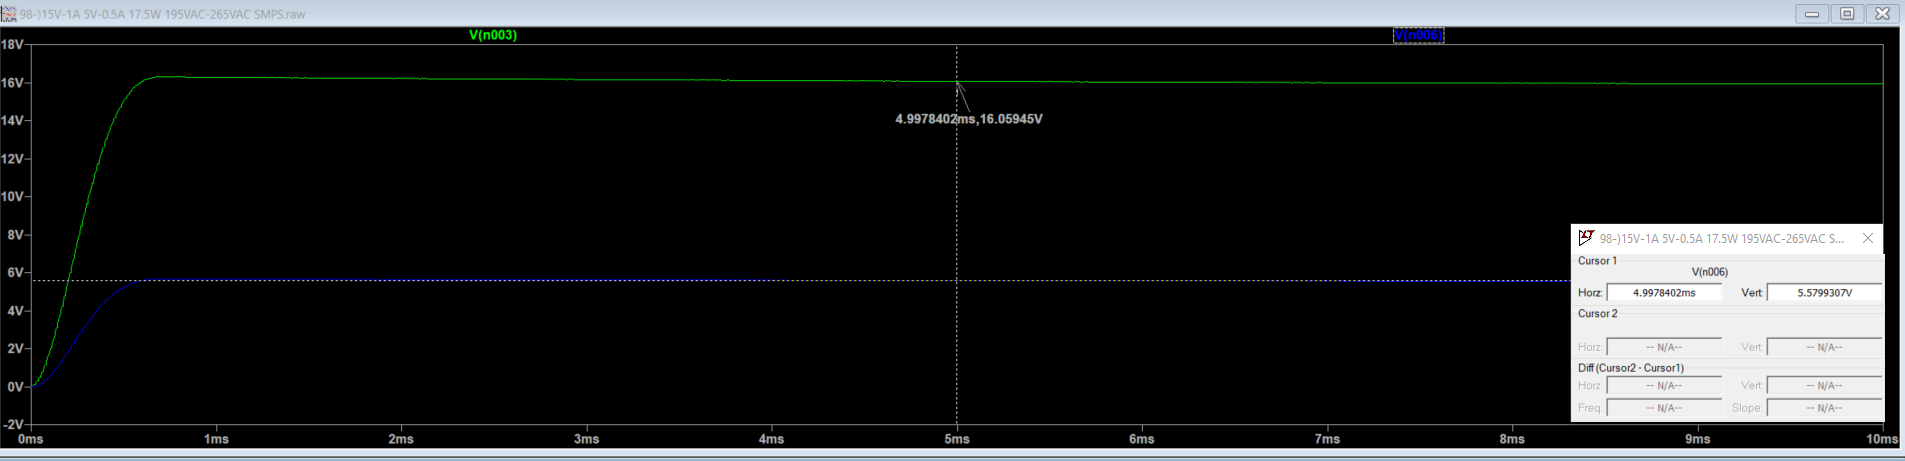 98-)15V-1A 5V-0.5A 17.5W 195VAC-265VAC SMPS.raw
V(n003) V(n006)
18V
16V
14V
12V
10V
8V
6V
4V
2V
0V
-2V
4.9978402ms,16.05945V
0ms 1ms 2ms 3ms 4ms 5ms 6ms 7ms 8ms 9ms 10ms
98-)15V-1A 5V-0.5A 17.5W 195VAC-265VAC S...
Cursor 1
V(n006)
Horz: 4.9978402ms Vert: 5.5799307V
Cursor 2
Horz: -- N/A-- Vert: -- N/A--
Diff (Cursor2 - Cursor1)
Horz: -- N/A-- Vert: -- N/A--
Freq: -- N/A-- Slope: -- N/A--